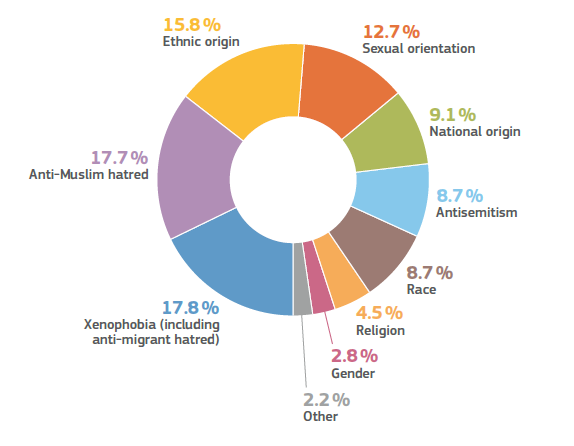 15.8 %
Ethnic origin
12.7 %
Sexual orientation
9.1 %
National origin
17.7 %
Anti-Muslim hatred
8.7 %
Antisemitism
8.7 %
Race
17.8 %
Xenophobia (including
anti-migrant hatred)
4.5 %
Religion
2.8 %
Gender
2.2 %
Other